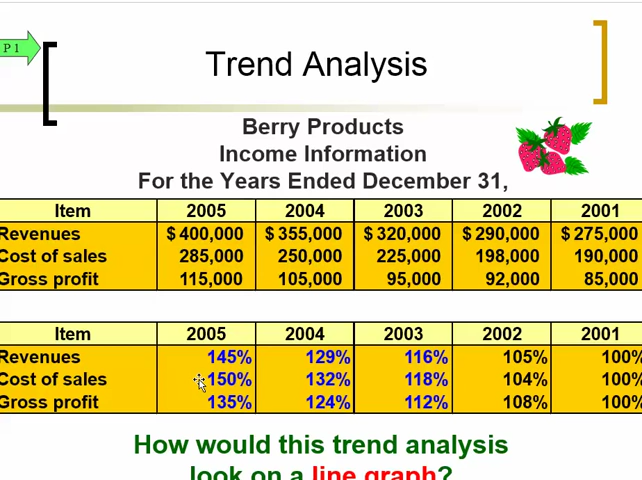 P 1
Trend Analysis
Berry Products
Income Information
For the Years Ended December 31,
Item 2005 2004 2003 2002 2001
Revenues $ 400,000 $ 355,000 $ 320,000 $ 290,000 $ 275,000
Cost of sales 285,000 250,000 225,000 198,000 190,000
Gross profit 115,000 105,000 95,000 92,000 85,000
Item 2005 2004 2003 2002 2001
Revenues 145% 129% 116% 105% 100%
Cost of sales 150% 132% 118% 104% 100%
Gross profit 135% 124% 112% 108% 100%
How would this trend analysis
look on a line graph?